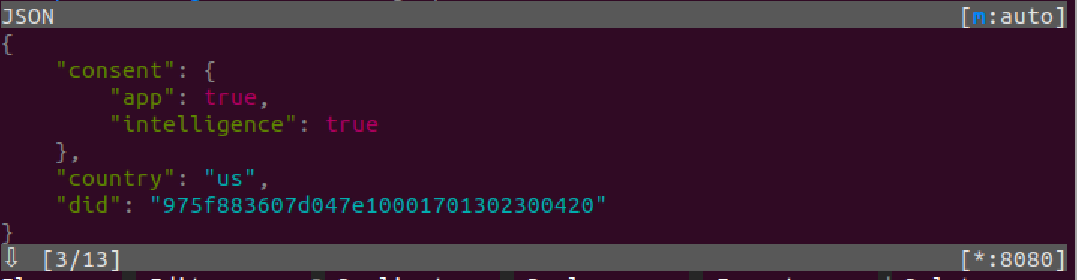 JSON [m:auto]
{
    "consent": {
        "app": true,
        "intelligence": true
    },
    "country": "us",
    "did": "975f883607d047e10001701302300420"
}
⇩ [3/13] [*:8080]